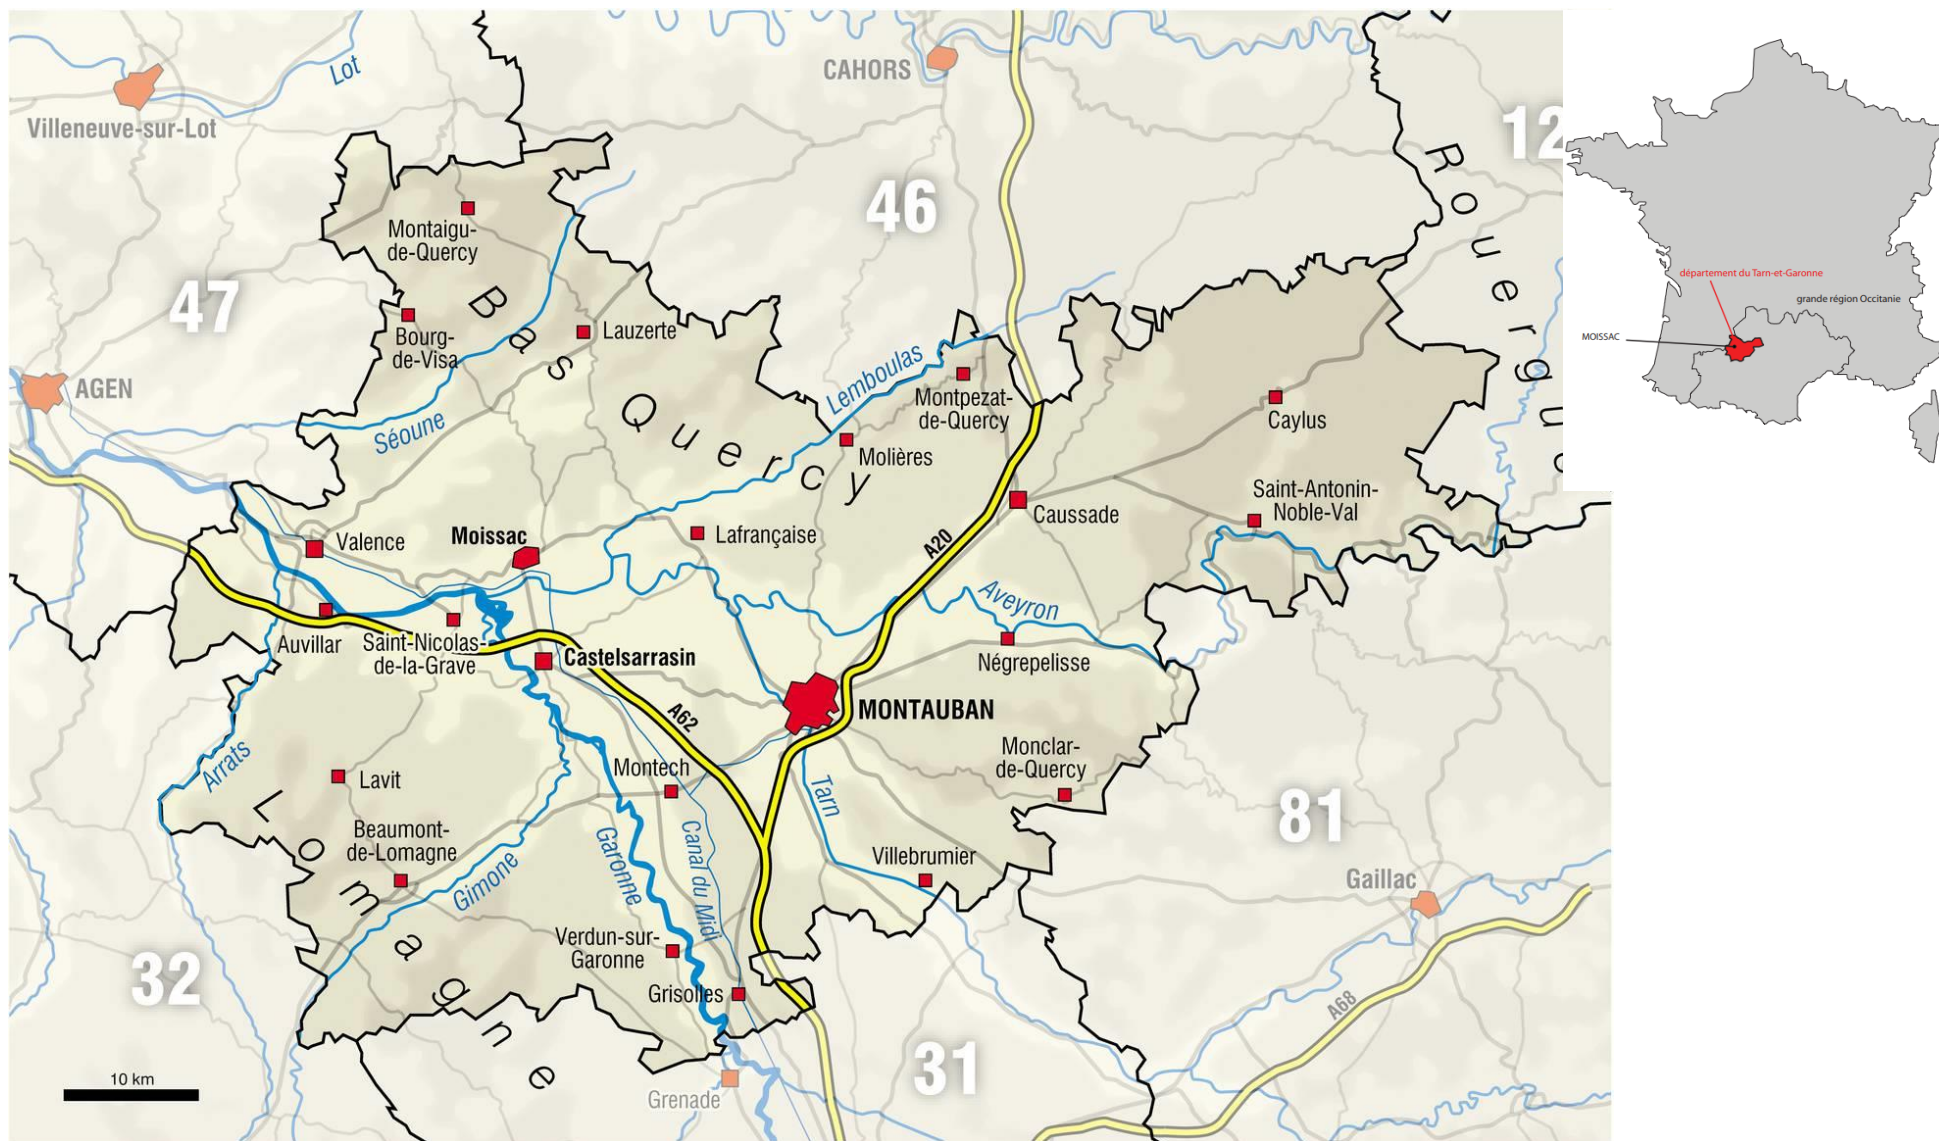 Lot
CAHORS
Villeneuve-sur-Lot
12
Rouergue
46
Montaigu-
de-Quercy
47
Bas
Quercy
Bourg-
de-Visa
Lauzerte
AGEN
Séoune
Lemboulas
Montpezat-
de-Quercy
Molières
Caylus
Saint-Antonin-
Noble-Val
Caussade
Valence
Moissac
Lafrançaise
A20
Aveyron
Auvillar
Saint-Nicolas-
de-la-Grave
Castelsarrasin
Négrepelisse
A62
MONTAUBAN
Arrats
Lavit
Montech
Tarn
Monclar-
de-Quercy
81
Lomagne
Beaumont-
de-Lomagne
Gimone
Garonne
Canal du Midi
Villebrumier
Gaillac
32
Verdun-sur-
Garonne
Grisolles
A68
31
10 km
Grenade
département du Tarn-et-Garonne
grande région Occitanie
MOISSAC